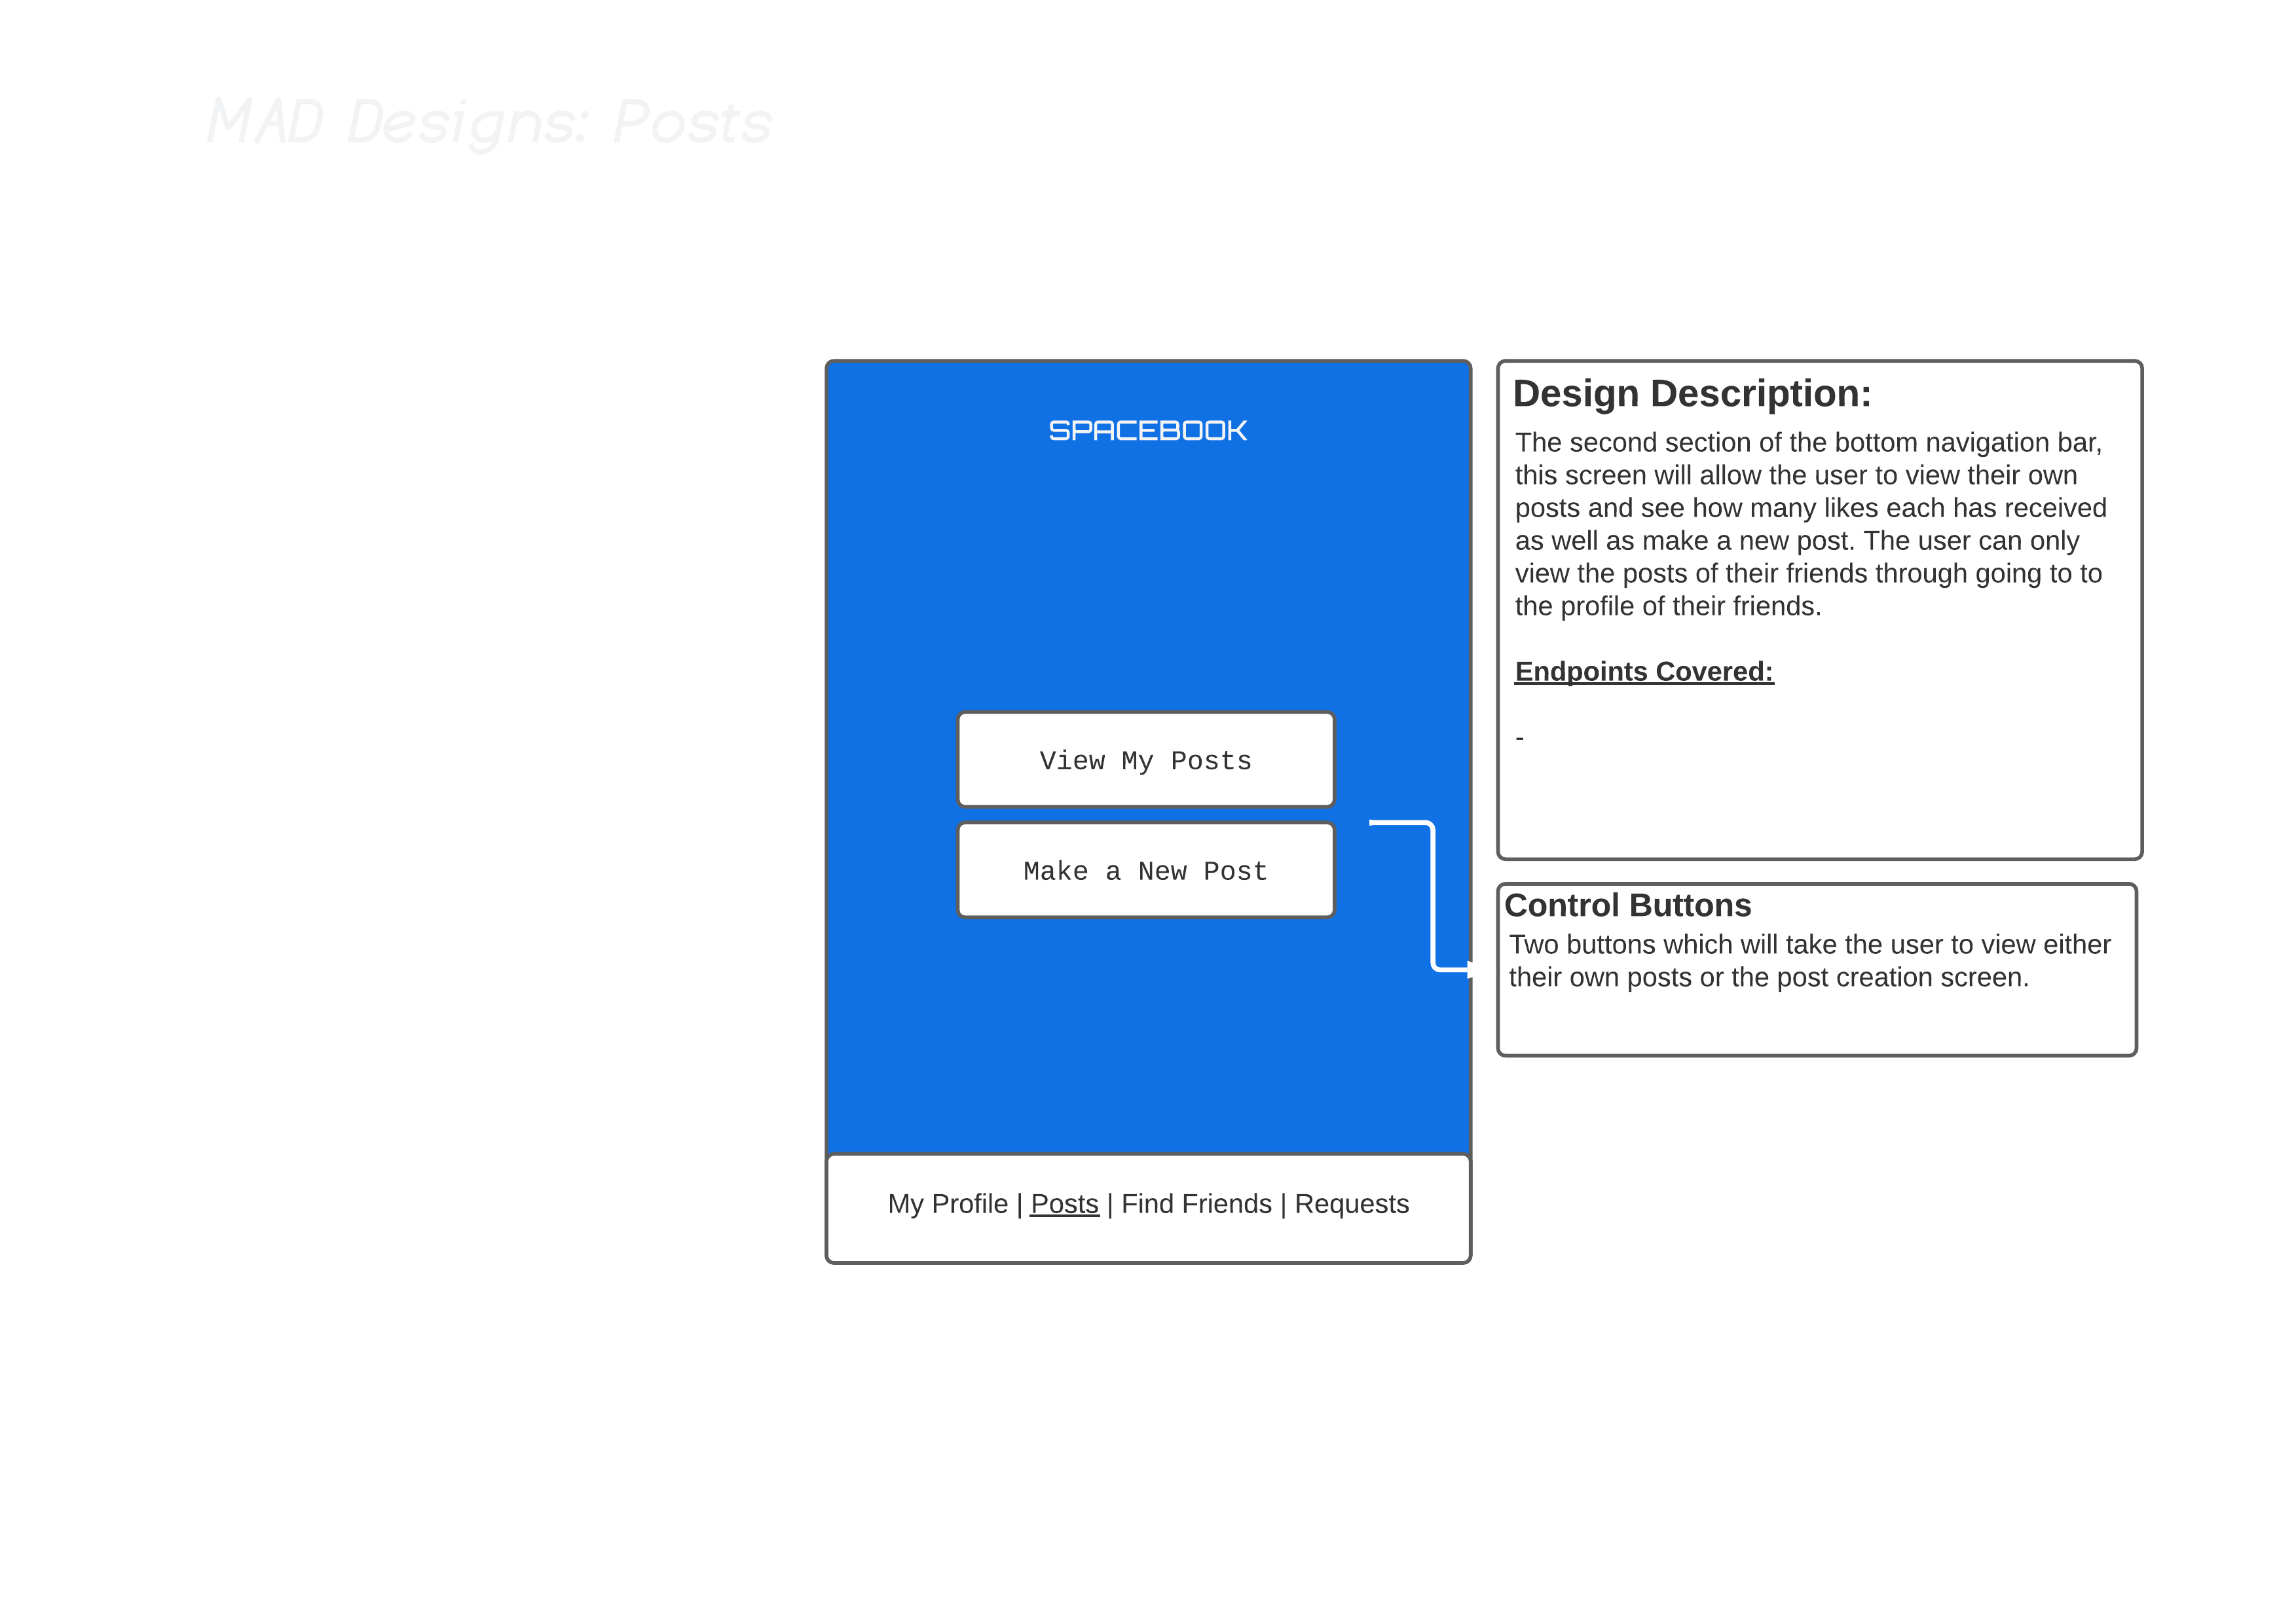 MAD Designs: Posts
SPACEBOOK
View My Posts
Make a New Post
My Profile | Posts | Find Friends | Requests
Design Description:
The second section of the bottom navigation bar,
this screen will allow the user to view their own
posts and see how many likes each has received
as well as make a new post. The user can only
view the posts of their friends through going to to
the profile of their friends.
Endpoints Covered:
-
Control Buttons
Two buttons which will take the user to view either
their own posts or the post creation screen.